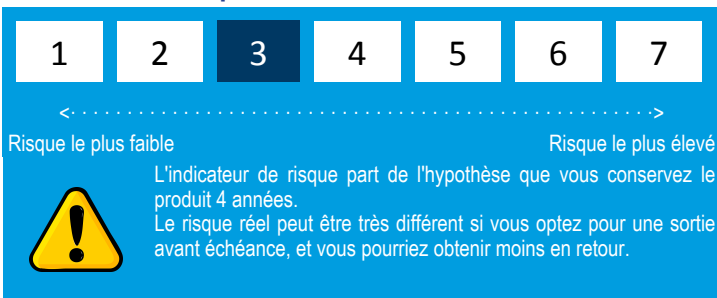 1 2 3 4 5 6 7
<· · · · · · · · · · · · · · · · · · · · · · · · · · · · · · · · · · · · · · · · · · · · · · · · · · · · · ·>
Risque le plus faible Risque le plus élevé
L'indicateur de risque part de l'hypothèse que vous conservez le
produit 4 années.
Le risque réel peut être très différent si vous optez pour une sortie
avant échéance, et vous pourriez obtenir moins en retour.